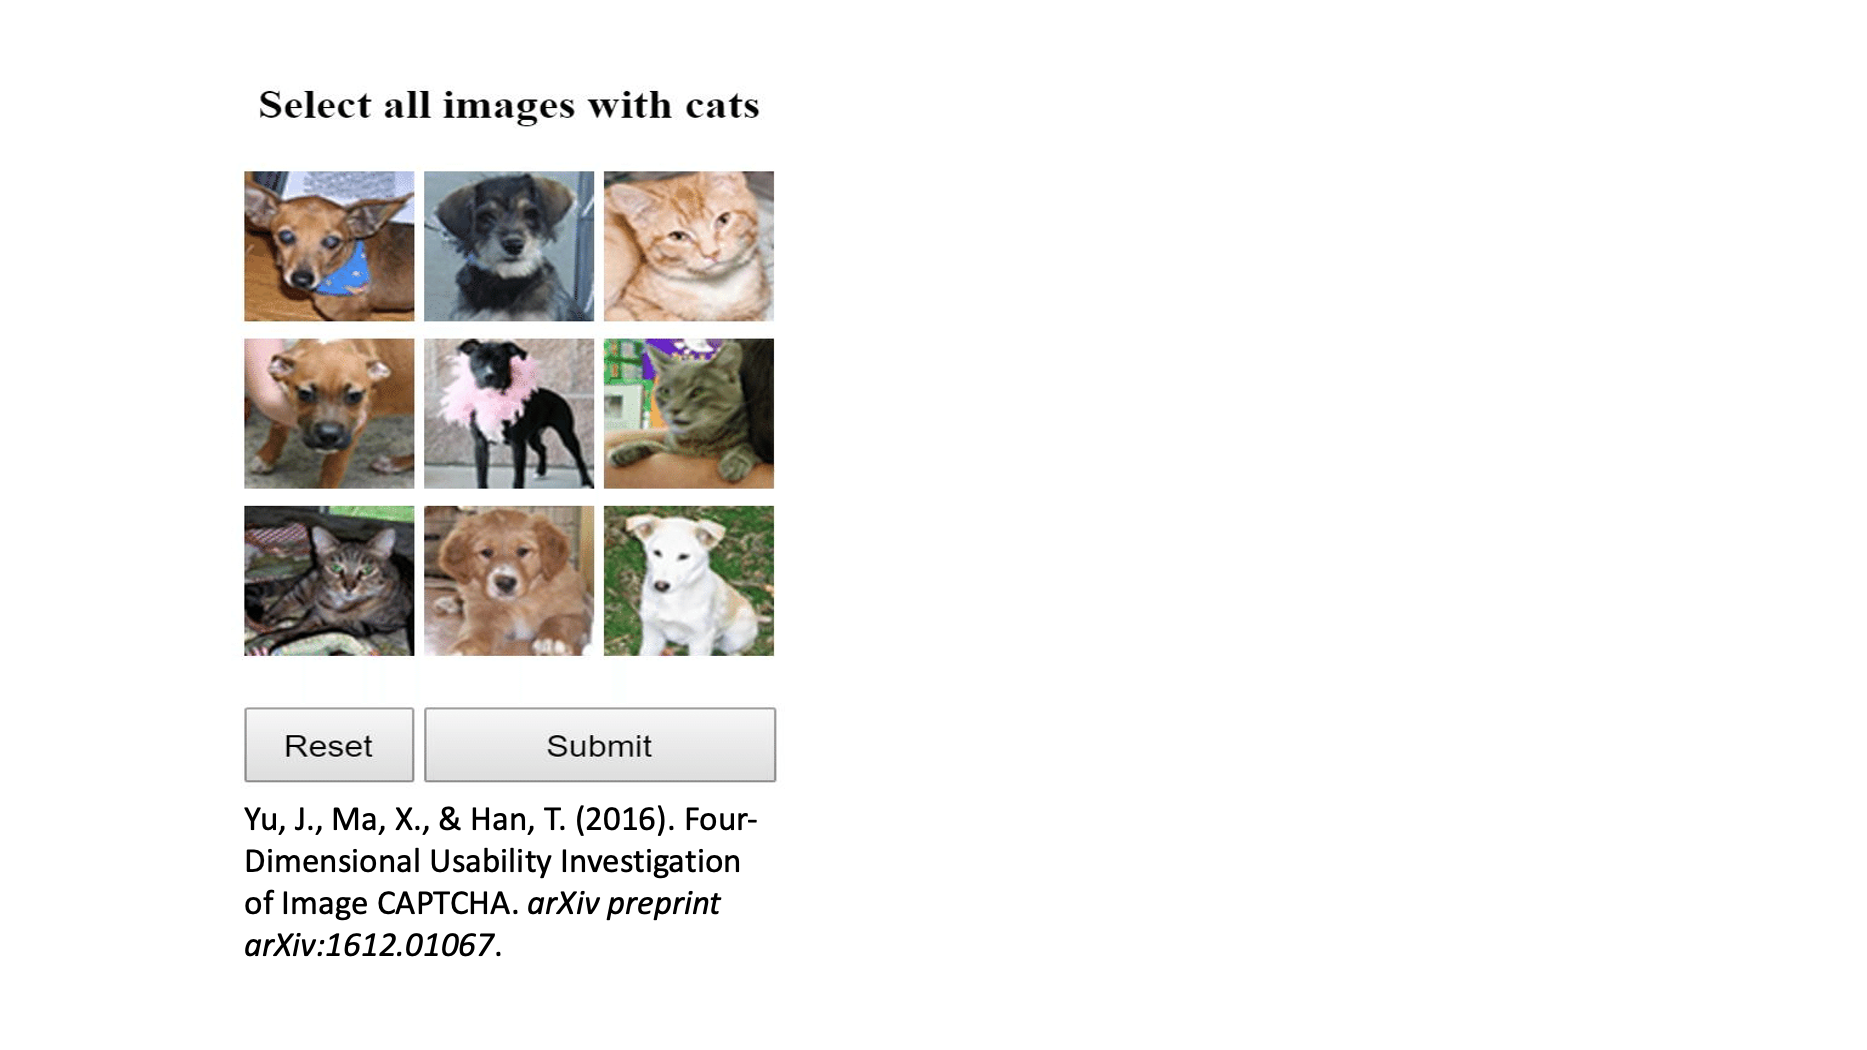 Select all images with cats
Reset
Submit
Yu, J., Ma, X., & Han, T. (2016). Four-
Dimensional Usability Investigation
of Image CAPTCHA. arXiv preprint
arXiv:1612.01067.